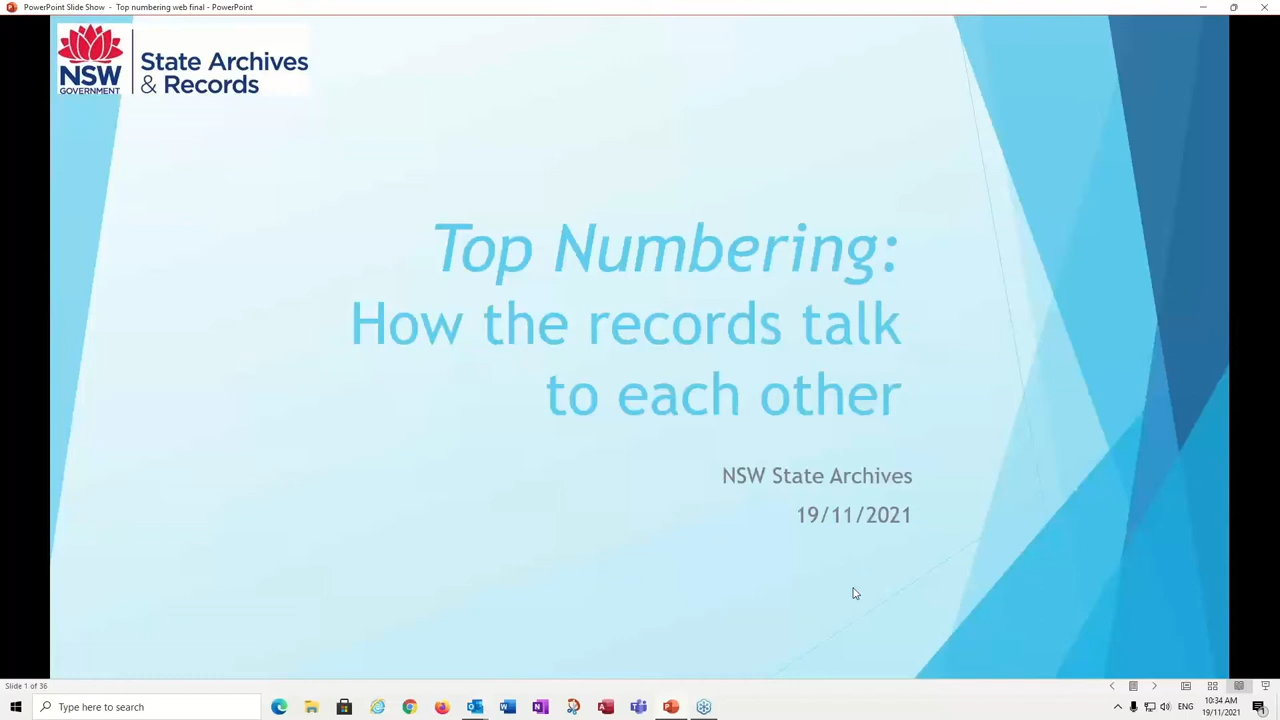 PowerPoint Slide Show - Top numbering web final - PowerPoint
NSW
GOVERNMENT
State Archives
& Records
Top Numbering:
How the records talk
to each other
NSW State Archives
19/11/2021
Slide 1 of 36
Type here to search
ENG
10:34 AM
19/11/2021